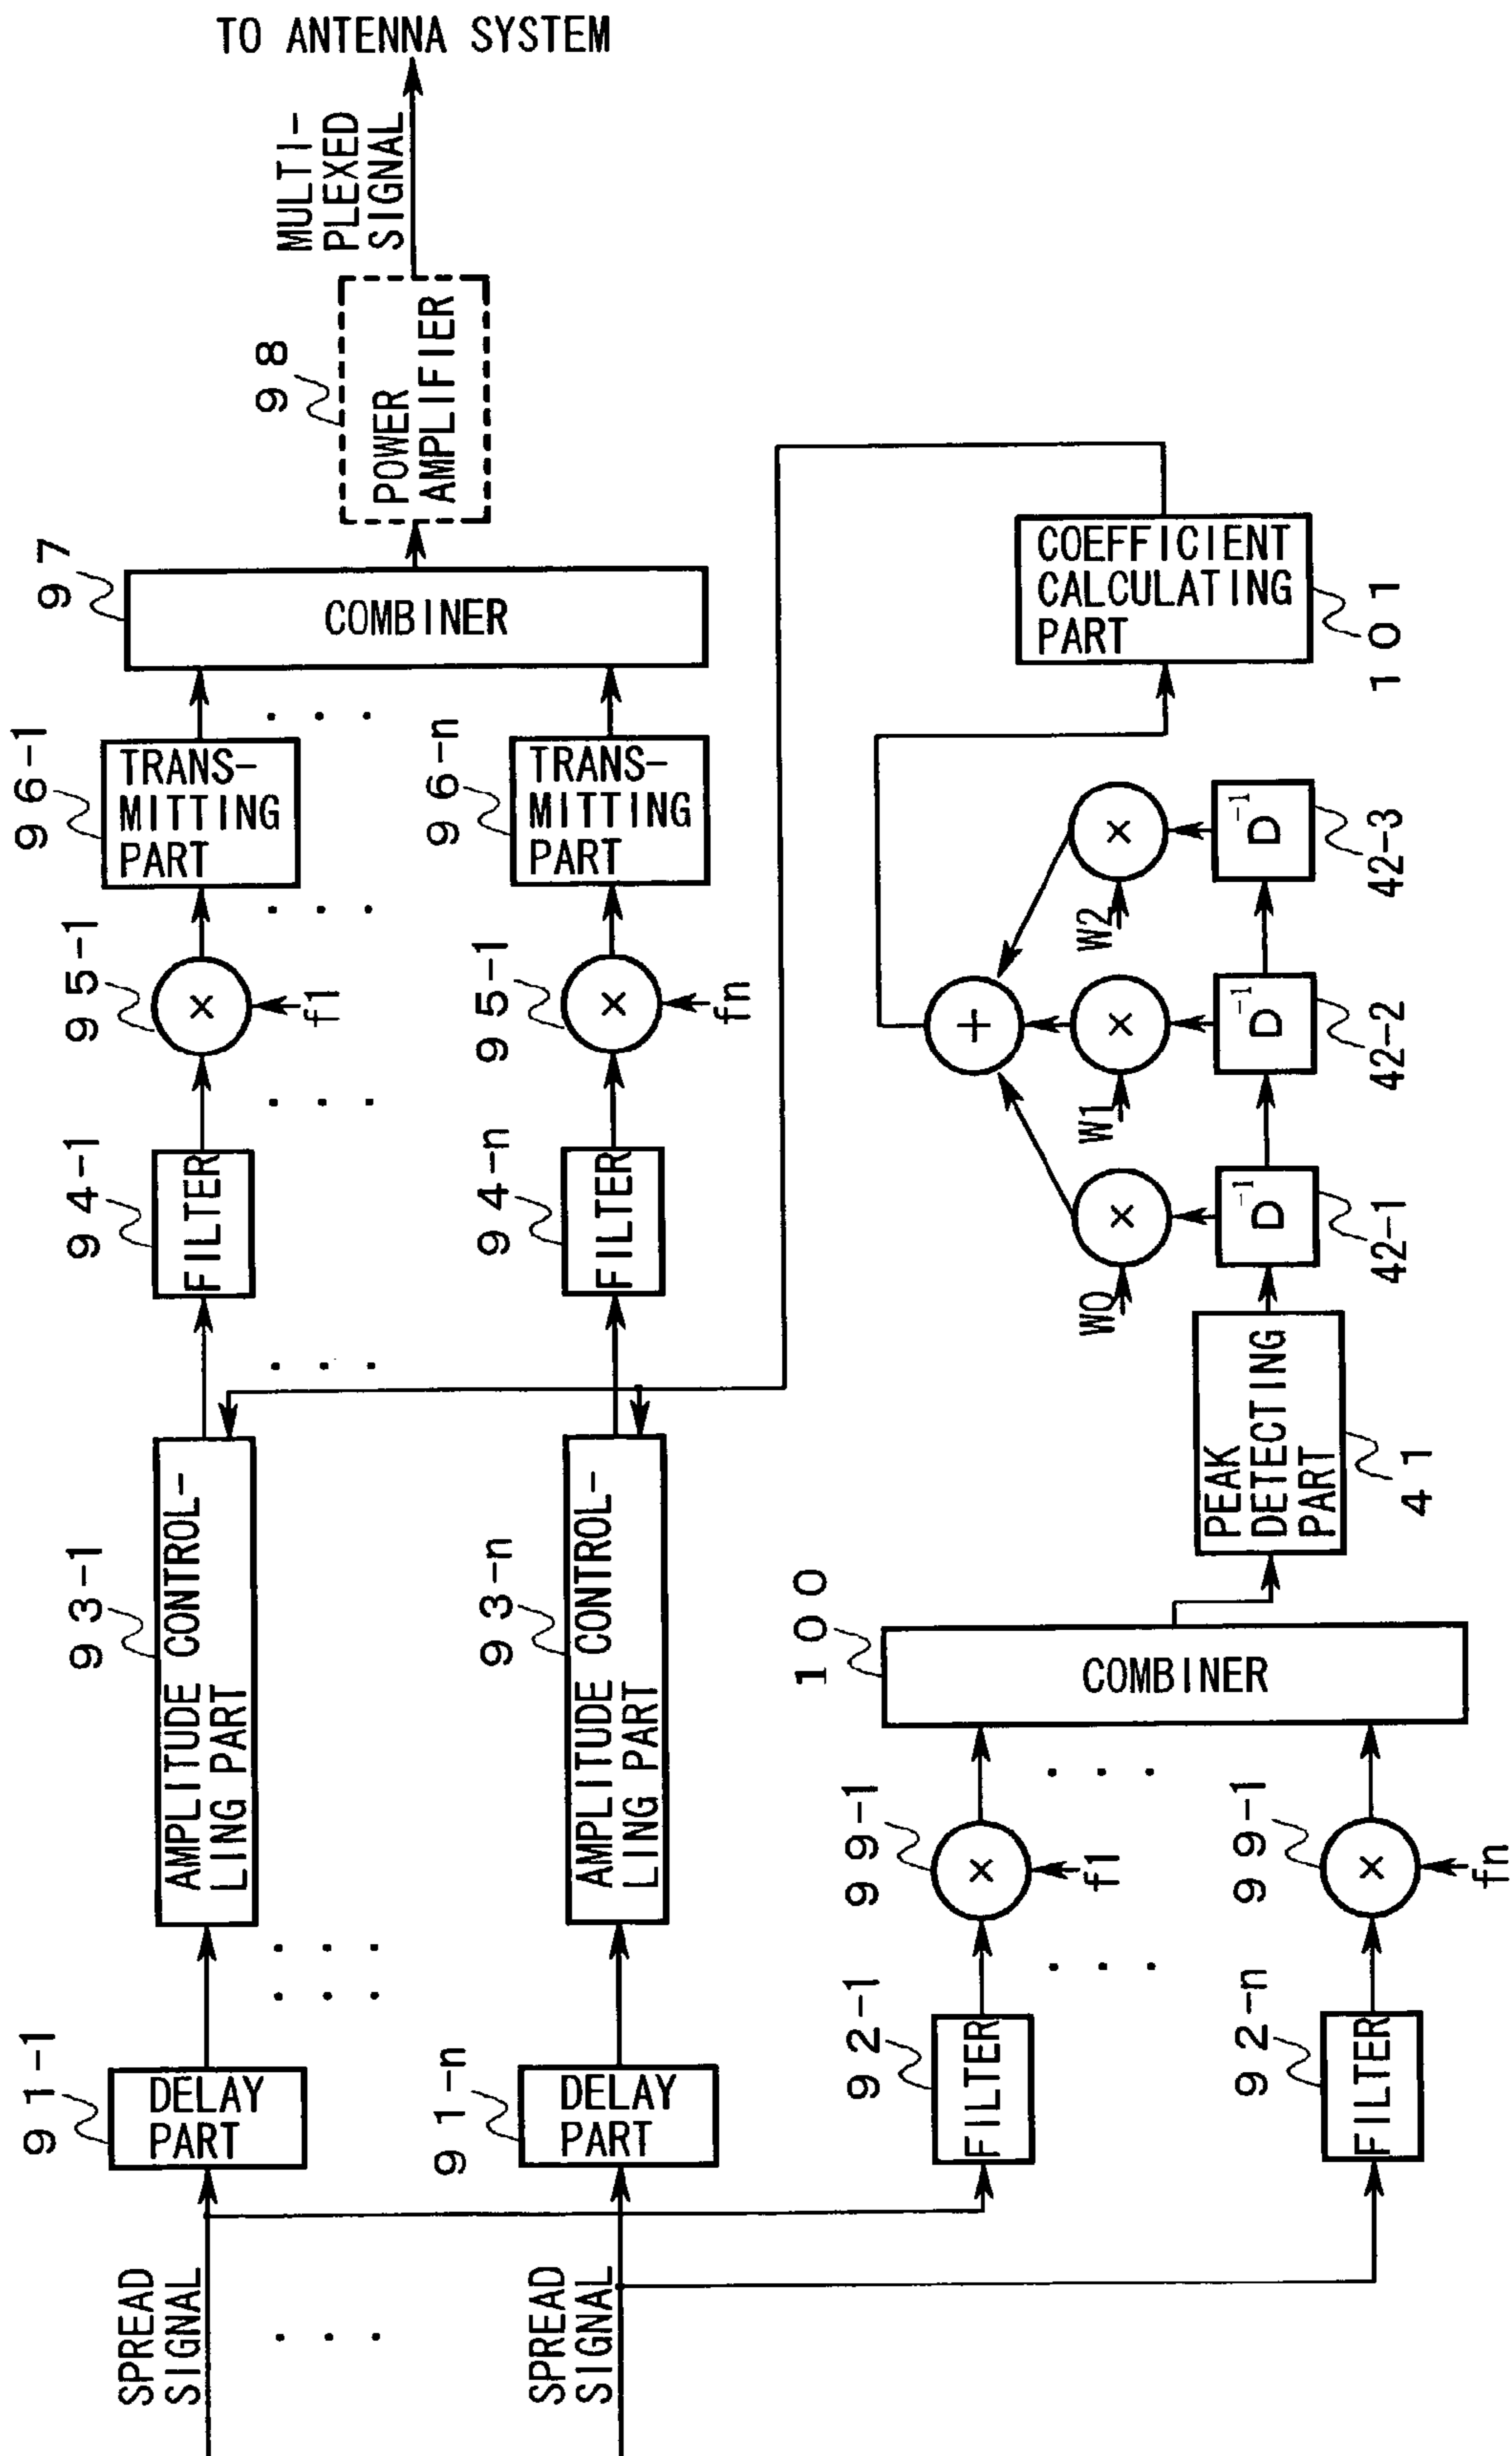 SPREAD
SIGNAL
91-1
DELAY
PART
93-1
AMPLITUDE CONTROL-
LING PART
94-1
FILTER
95-1
×
f1
96-1
TRANS-
MITTING
PART
97
COMBINER
98
POWER
AMPLIFIER
MULTI-
PLEXED
SIGNAL
TO ANTENNA SYSTEM
SPREAD
SIGNAL
91-n
DELAY
PART
93-n
AMPLITUDE CONTROL-
LING PART
94-n
FILTER
95-1
×
fn
96-n
TRANS-
MITTING
PART
92-1
FILTER
99-1
×
f1
92-n
FILTER
99-1
×
fn
100
COMBINER
PEAK
DETECTING
PART
41
W0
×
D-1
42-1
W1
×
D-1
42-2
W2
×
D-1
42-3
+
COEFFICIENT
CALCULATING
PART
101